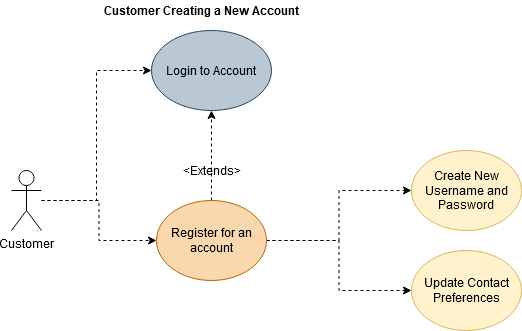 Customer Creating a New Account
Login to Account
<Extends>
Customer
Register for an
account
Create New
Username and
Password
Update Contact
Preferences